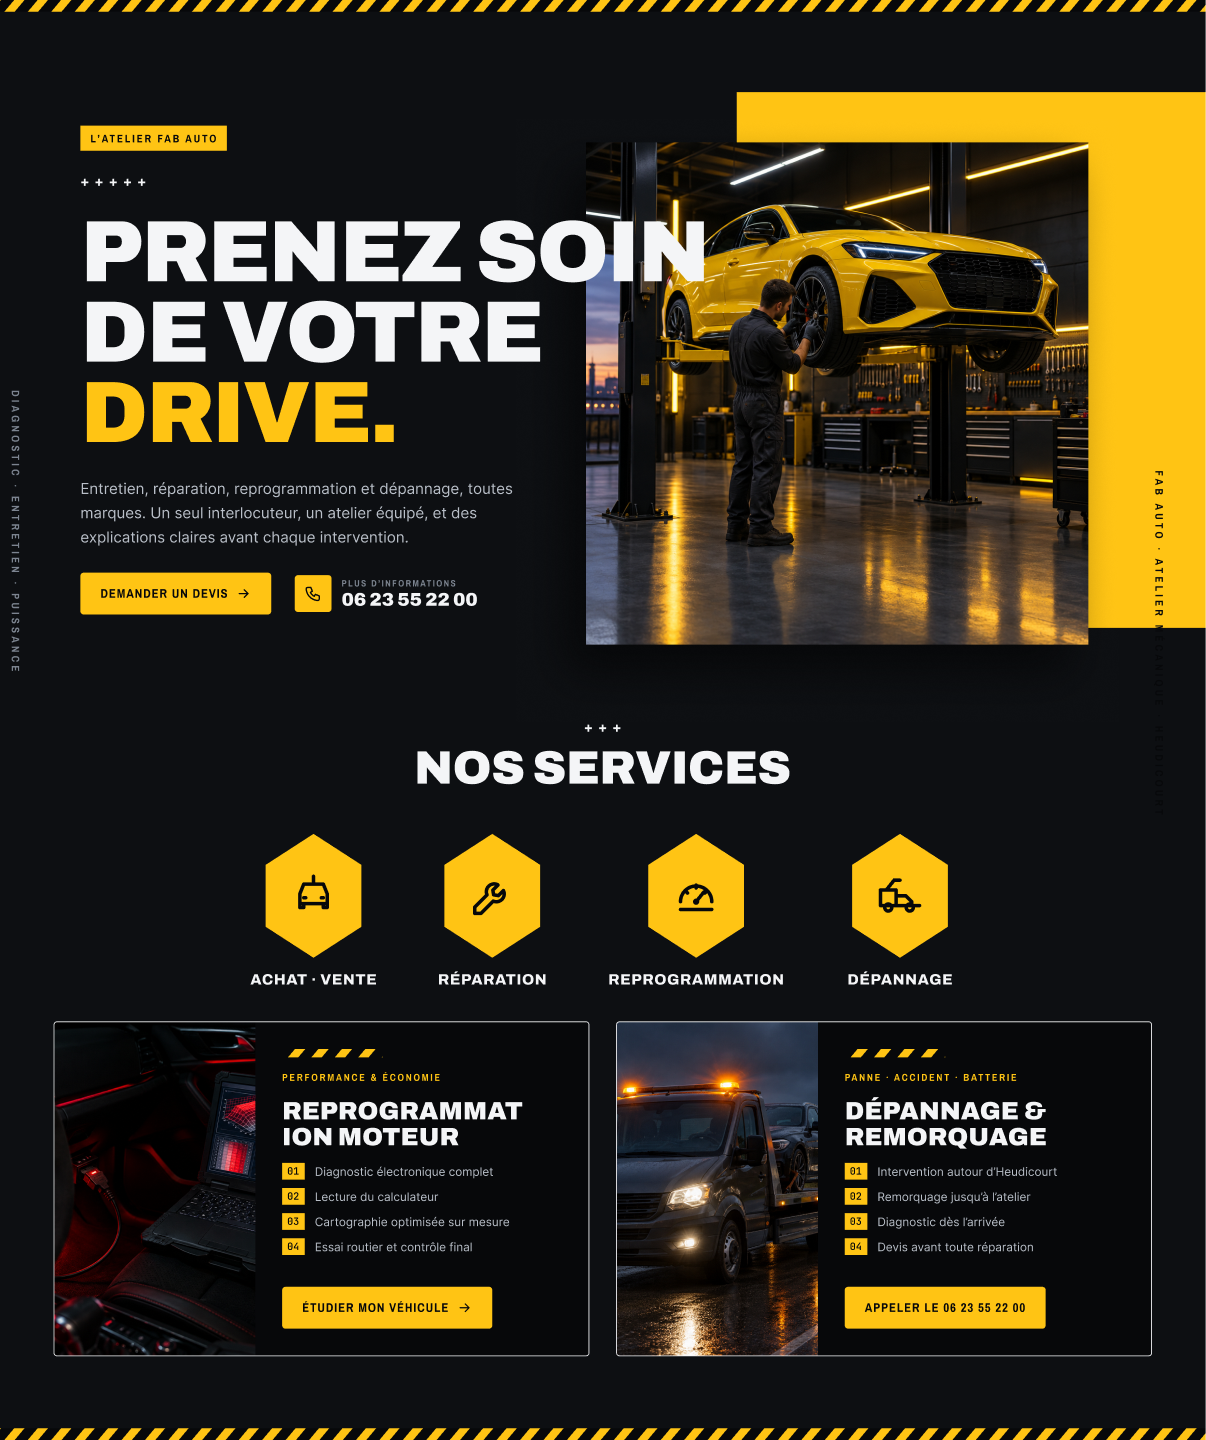 L'ATELIER FAB AUTO
+ + + + +
PRENEZ SOIN
DE VOTRE
DRIVE.
Entretien, réparation, reprogrammation et dépannage, toutes
marques. Un seul interlocuteur, un atelier équipé, et des
explications claires avant chaque intervention.
DEMANDER UN DEVIS →
PLUS D'INFORMATIONS
06 23 55 22 00
DIAGNOSTIC · ENTRETIEN · PUISSANCE
FAB AUTO · ATELIER MÉCANIQUE · HEUDICOURT
+ + +
NOS SERVICES
ACHAT · VENTE
RÉPARATION
REPROGRAMMATION
DÉPANNAGE
PERFORMANCE & ÉCONOMIE
REPROGRAMMAT
ION MOTEUR
01 Diagnostic électronique complet
02 Lecture du calculateur
03 Cartographie optimisée sur mesure
04 Essai routier et contrôle final
ÉTUDIER MON VÉHICULE →
PANNE · ACCIDENT · BATTERIE
DÉPANNAGE &
REMORQUAGE
01 Intervention autour d'Heudicourt
02 Remorquage jusqu'à l'atelier
03 Diagnostic dès l'arrivée
04 Devis avant toute réparation
APPELER LE 06 23 55 22 00